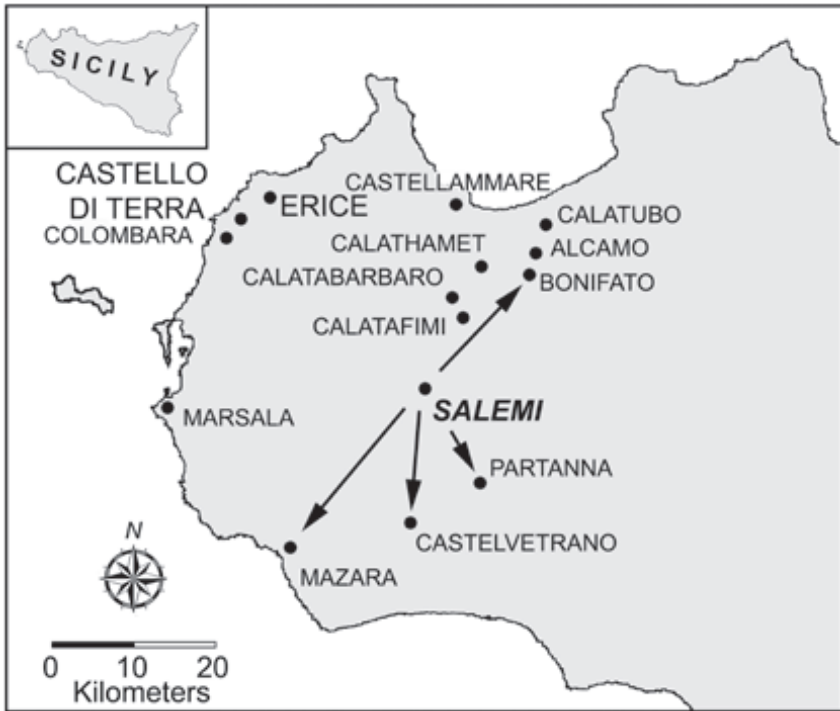 SICILY
CASTELLO
DI TERRA
COLOMBARA
ERICE
CASTELLAMMARE
CALATUBO
CALATHAMET
ALCAMO
CALATABARBARO
BONIFATO
CALATAFIMI
SALEMI
MARSALA
PARTANNA
CASTELVETRANO
MAZARA
N
0 10 20
Kilometers